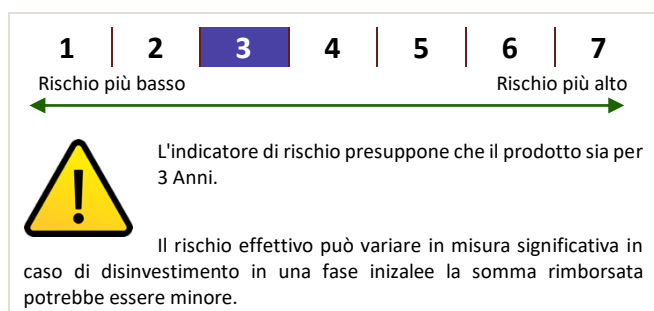 1 2 3 4 5 6 7
Rischio più basso Rischio più alto
L'indicatore di rischio presuppone che il prodotto sia per
3 Anni.
Il rischio effettivo può variare in misura significativa in
caso di disinvestimento in una fase inizalee la somma rimborsata
potrebbe essere minore.